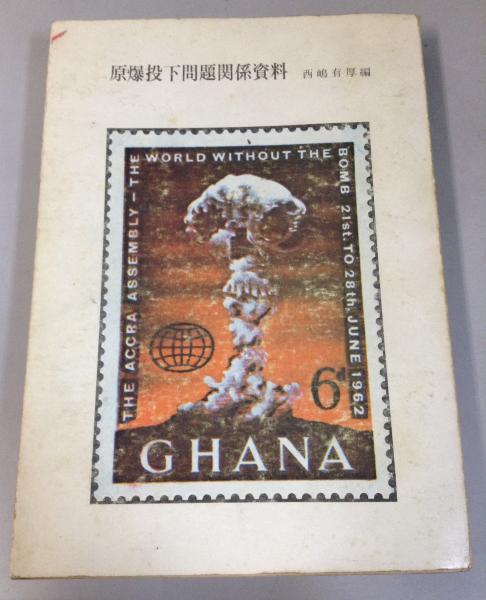 原爆投下問題関係資料 西嶋有厚編
THE ACCRA ASSEMBLY – THE WORLD WITHOUT THE BOMB 21st. TO 28th. JUNE 1962
6d
GHANA